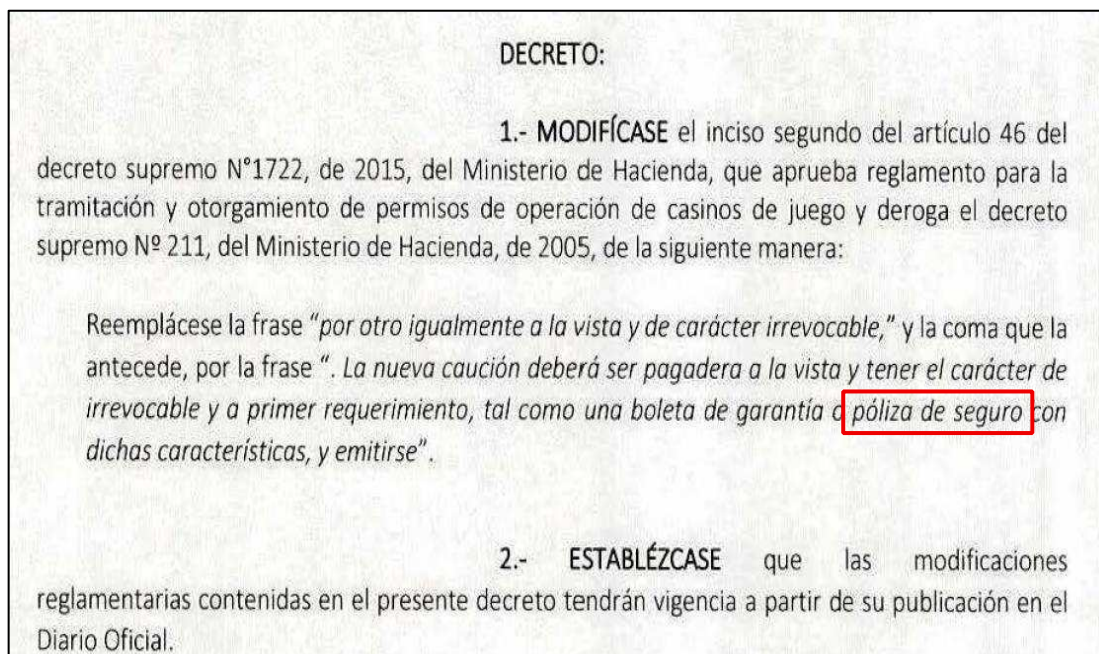 DECRETO:
1.- MODIFÍCASE el inciso segundo del artículo 46 del
decreto supremo N°1722, de 2015, del Ministerio de Hacienda, que aprueba reglamento para la
tramitación y otorgamiento de permisos de operación de casinos de juego y deroga el decreto
supremo Nº 211, del Ministerio de Hacienda, de 2005, de la siguiente manera:
Reemplácese la frase “por otro igualmente a la vista y de carácter irrevocable,” y la coma que la
antecede, por la frase “. La nueva caución deberá ser pagadera a la vista y tener el carácter de
irrevocable y a primer requerimiento, tal como una boleta de garantía o póliza de seguro con
dichas características, y emitirse”.
2.- ESTABLÉZCASE que las modificaciones
reglamentarias contenidas en el presente decreto tendrán vigencia a partir de su publicación en el
Diario Oficial.